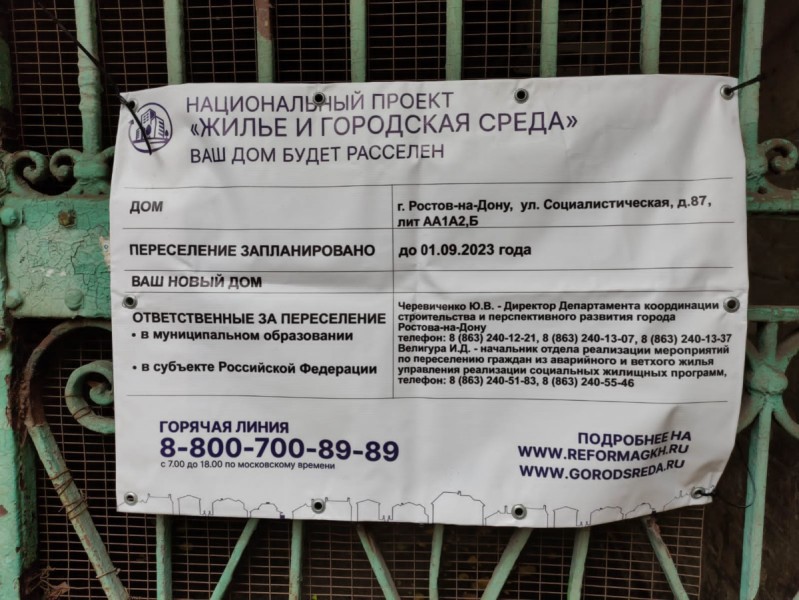 НАЦИОНАЛЬНЫЙ ПРОЕКТ
«ЖИЛЬЕ И ГОРОДСКАЯ СРЕДА»
ВАШ ДОМ БУДЕТ РАССЕЛЕН
ДОМ
г. Ростов-на-Дону, ул. Социалистическая, д.87,
лит АА1А2,Б
ПЕРЕСЕЛЕНИЕ ЗАПЛАНИРОВАНО
до 01.09.2023 года
ВАШ НОВЫЙ ДОМ
ОТВЕТСТВЕННЫЕ ЗА ПЕРЕСЕЛЕНИЕ
• в муниципальном образовании
• в субъекте Российской Федерации
Черевиченко Ю.В. - Директор Департамента координации
строительства и перспективного развития города
Ростова-на-Дону
телефон: 8 (863) 240-12-21, 8 (863) 240-13-07, 8 (863) 240-13-37
Велигура И.Д. - начальник отдела реализации мероприятий
по переселению граждан из аварийного и ветхого жилья
управления реализации социальных жилищных программ,
телефон: 8 (863) 240-51-83, 8 (863) 240-55-46
ГОРЯЧАЯ ЛИНИЯ
8-800-700-89-89
с 7.00 до 18.00 по московскому времени
ПОДРОБНЕЕ НА
WWW.REFORMAGKH.RU
WWW.GORODSREDA.RU